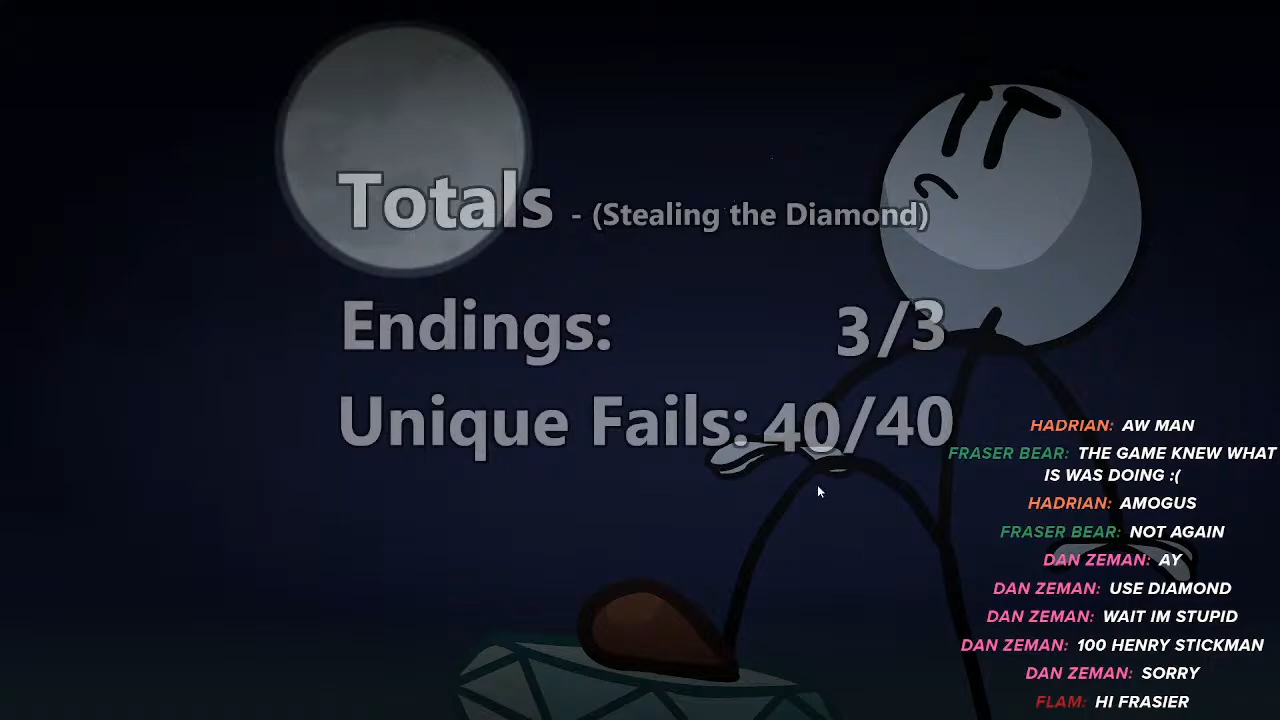 Totals - (Stealing the Diamond)
Endings: 3/3
Unique Fails: 40/40
HADRIAN: AW MAN
FRASER BEAR: THE GAME KNEW WHAT
IS WAS DOING :(
HADRIAN: AMOGUS
FRASER BEAR: NOT AGAIN
DAN ZEMAN: AY
DAN ZEMAN: USE DIAMOND
DAN ZEMAN: WAIT IM STUPID
DAN ZEMAN: 100 HENRY STICKMAN
DAN ZEMAN: SORRY
FLAM: HI FRASIER